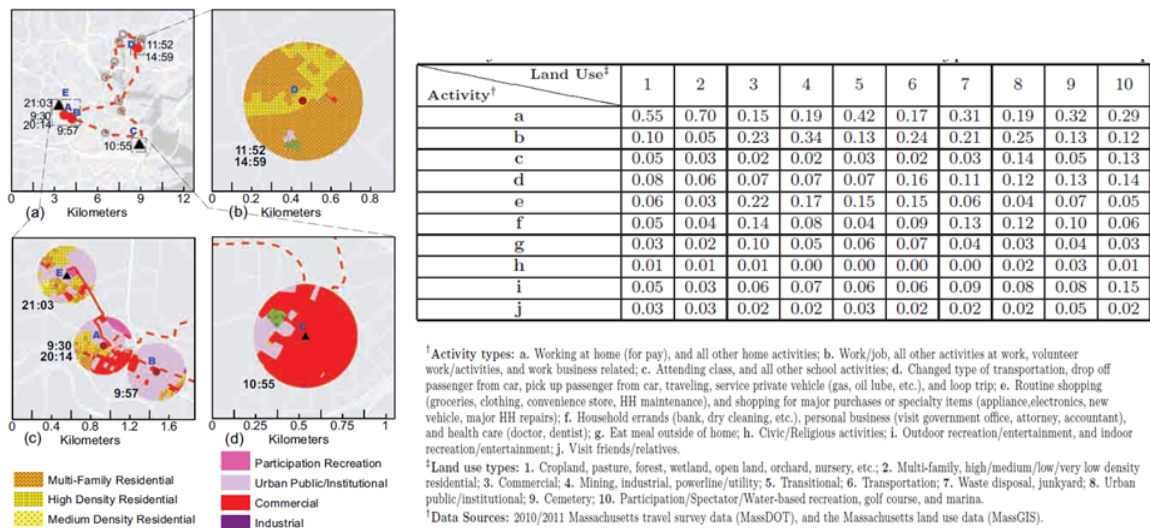 E
21:03
A
B
9:30
20:14
9:57
D
11:52
14:59
C
10:55
3 6 9 12
(a) Kilometers
D
11:52
14:59
0 0.2 0.4 0.6 0.8
(b) Kilometers
E
21:03
A
9:30
20:14
B
9:57
0 0.6 1.2 1.8
(c) Kilometers
C
10:55
0 0.25 0.5 0.75 1
(d) Kilometers
Multi-Family Residential
High Density Residential
Medium Density Residential
Participation Recreation
Urban Public/Institutional
Commercial
Industrial
Land Use‡ 1 2 3 4 5 6 7 8 9 10
Activity†
a 0.55 0.70 0.15 0.19 0.42 0.17 0.31 0.19 0.32 0.29
b 0.10 0.05 0.23 0.34 0.13 0.24 0.21 0.25 0.13 0.12
c 0.05 0.03 0.02 0.02 0.03 0.02 0.03 0.14 0.05 0.13
d 0.08 0.06 0.07 0.07 0.07 0.16 0.11 0.12 0.13 0.14
e 0.06 0.03 0.22 0.17 0.15 0.15 0.06 0.04 0.07 0.05
f 0.05 0.04 0.14 0.08 0.04 0.09 0.13 0.12 0.10 0.06
g 0.03 0.02 0.10 0.05 0.06 0.07 0.04 0.03 0.04 0.03
h 0.01 0.01 0.01 0.00 0.00 0.00 0.00 0.02 0.03 0.01
i 0.05 0.03 0.06 0.07 0.06 0.06 0.09 0.08 0.08 0.15
j 0.03 0.03 0.02 0.02 0.03 0.02 0.02 0.02 0.05 0.02
†Activity types: a. Working at home (for pay), and all other home activities; b. Work/job, all other activities at work, volunteer
work/activities, and work business related; c. Attending class, and all other school activities; d. Changed type of transportation, drop off
passenger from car, pick up passenger from car, traveling, service private vehicle (gas, oil lube, etc.), and loop trip; e. Routine shopping
(groceries, clothing, convenience store, HH maintenance), and shopping for major purchases or specialty items (appliance,electronics, new
vehicle, major HH repairs); f. Household errands (bank, dry cleaning, etc.), personal business (visit government office, attorney, accountant),
and health care (doctor, dentist); g. Eat meal outside of home; h. Civic/Religious activities; i. Outdoor recreation/entertainment, and indoor
recreation/entertainment; j. Visit friends/relatives.
‡Land use types: 1. Cropland, pasture, forest, wetland, open land, orchard, nursery, etc.; 2. Multi-family, high/medium/low/very low density
residential; 3. Commercial; 4. Mining, industrial, powerline/utility; 5. Transitional; 6. Transportation; 7. Waste disposal, junkyard; 8. Urban
public/institutional; 9. Cemetery; 10. Participation/Spectator/Water-based recreation, golf course, and marina.
†Data Sources: 2010/2011 Massachusetts travel survey data (MassDOT), and the Massachusetts land use data (MassGIS).